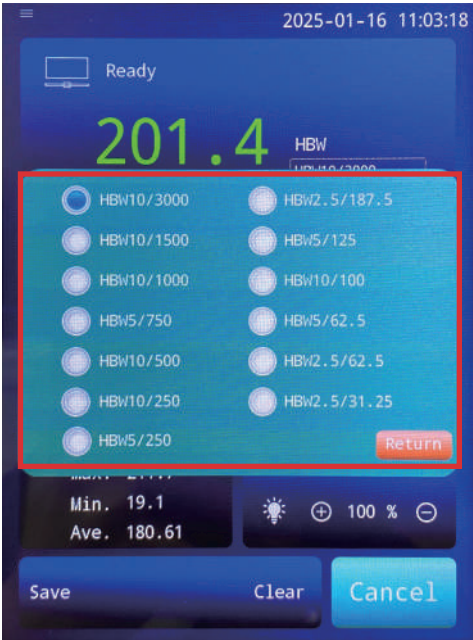 2025-01-16 11:03:18
Ready
201.4 HBW
HBW10/3000
HBW10/3000
HBW10/1500
HBW10/1000
HBW5/750
HBW10/500
HBW10/250
HBW5/250
HBW2.5/187.5
HBW5/125
HBW10/100
HBW5/62.5
HBW2.5/62.5
HBW2.5/31.25
Return
Min. 19.1
Ave. 180.61
100 %
Save
Clear
Cancel